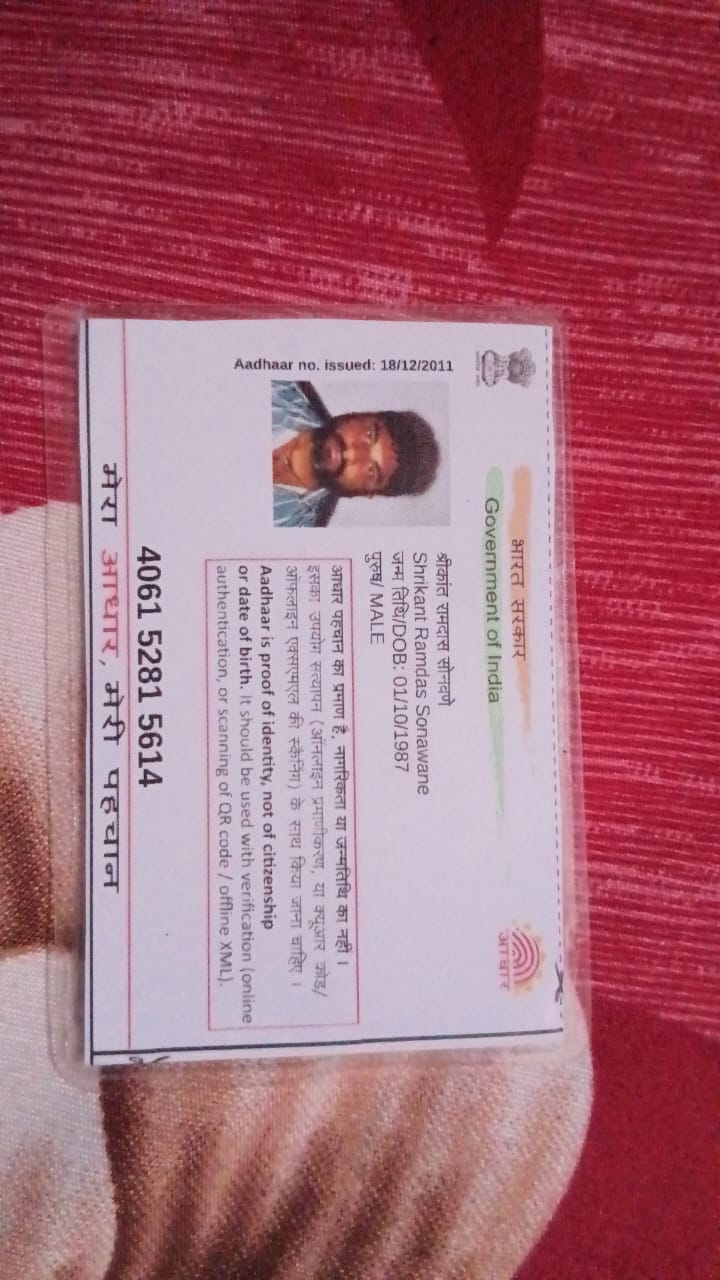 भारत सरकार
Government of India
आधार
Aadhaar no. issued: 18/12/2011
श्रीकांत रामदास सोनवणे
Shrikant Ramdas Sonawane
जन्म तिथि/DOB: 01/10/1987
पुरुष/ MALE
आधार पहचान का प्रमाण है, नागरिकता या जन्मतिथि का नहीं ।
इसका उपयोग सत्यापन (ऑनलाइन प्रमाणीकरण, या क्यूआर कोड/
ऑफलाइन एक्सएमएल की स्कैनिंग) के साथ किया जाना चाहिए ।
Aadhaar is proof of identity, not of citizenship
or date of birth. It should be used with verification (online
authentication, or scanning of QR code / offline XML).
4061 5281 5614
मेरा आधार, मेरी पहचान